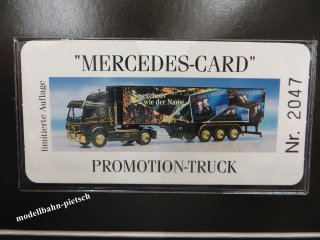 "MERCEDES-CARD"
limitierte Auflage
wie der Name
Nr. 2047
PROMOTION-TRUCK
modellbahn-pietsch